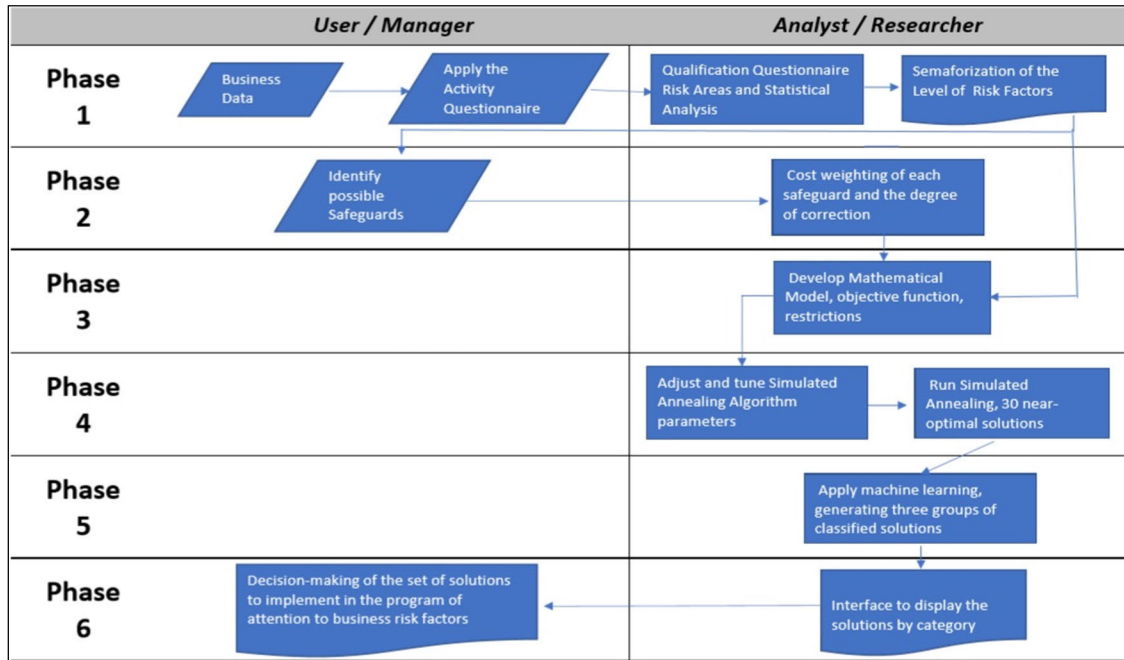 User / Manager
Analyst / Researcher
Phase
1
Business
Data
Apply the
Activity
Questionnaire
Qualification Questionnaire
Risk Areas and Statistical
Analysis
Semaforization of the
Level of Risk Factors
Phase
2
Identify
possible
Safeguards
Cost weighting of each
safeguard and the degree
of correction
Phase
3
Develop Mathematical
Model, objective function,
restrictions
Phase
4
Adjust and tune Simulated
Annealing Algorithm
parameters
Run Simulated
Annealing, 30 near-
optimal solutions
Phase
5
Apply machine learning,
generating three groups of
classified solutions
Phase
6
Decision-making of the set of solutions
to implement in the program of
attention to business risk factors
Interface to display the
solutions by category